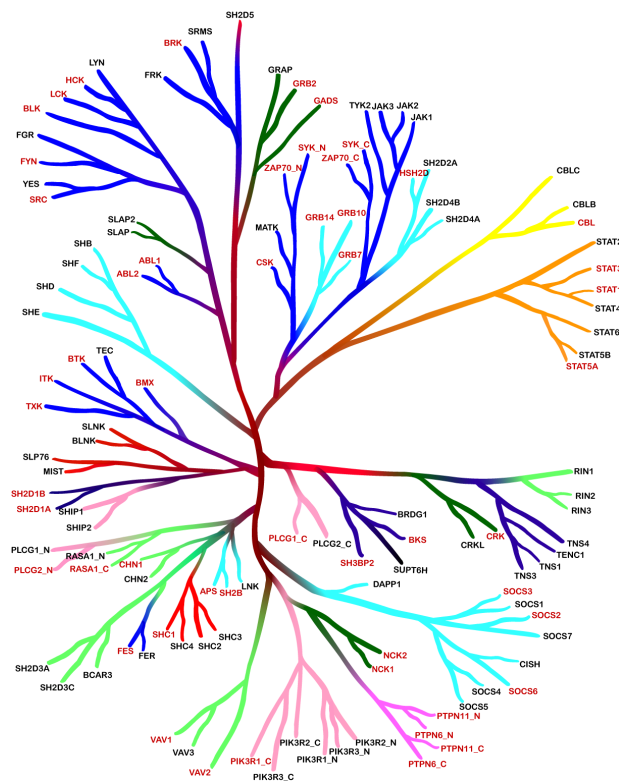 SH2D5
SRMS
BRK
LYN
FRK
GRAP
HCK
GRB2
LCK
GADS
BLK
TYK2
JAK3
JAK2
JAK1
FGR
SYK_N
SYK_C
FYN
ZAP70_N
ZAP70_C
SH2D2A
HSH2D
YES
SRC
CBLC
CBLB
CBL
SH2D4B
SH2D4A
GRB14
GRB10
SLAP2
SLAP
MATK
STAT2
SHB
SHF
ABL1
ABL2
CSK
GRB7
SHD
STAT4
SHE
STAT6
STAT5B
STAT5A
TEC
BTK
ITK
BMX
TXK
SLNK
BLNK
SLP76
MIST
RIN1
SH2D1B
SH2D1A
SHIP1
SHIP2
RIN2
RIN3
BRDG1
PLCG1_C
PLCG2_C
BKS
CRK
CRKL
TNS4
TENC1
TNS1
TNS3
SH3BP2
SUPT6H
PLCG1_N
RASA1_N
PLCG2_N
RASA1_C
CHN1
CHN2
APS
SH2B
LNK
DAPP1
SOCS3
SOCS1
SOCS2
SOCS7
SHC1
SHC4
SHC2
SHC3
FES
FER
NCK2
NCK1
CISH
SOCS6
SOCS4
SOCS5
SH2D3A
SH2D3C
BCAR3
PTPN11_N
PTPN6_N
PTPN11_C
PTPN6_C
VAV1
VAV3
VAV2
PIK3R1_C
PIK3R2_C
PIK3R3_C
PIK3R2_N
PIK3R3_N
PIK3R1_N